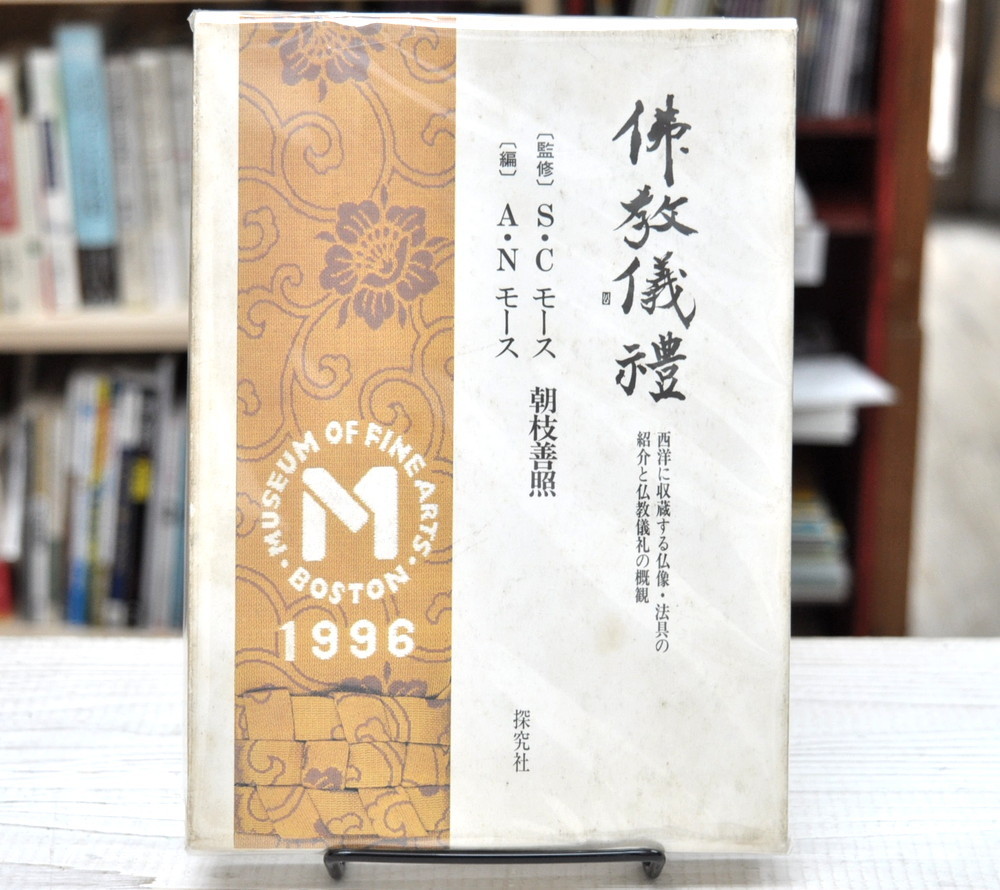 佛教儀禮
西洋に収蔵する仏像・法具の
紹介と仏教儀礼の概観
〔監修〕 S・C モース 朝枝善照
〔編〕 A・N モース
探究社
MUSEUM OF FINE ARTS・BOSTON・
M
1996